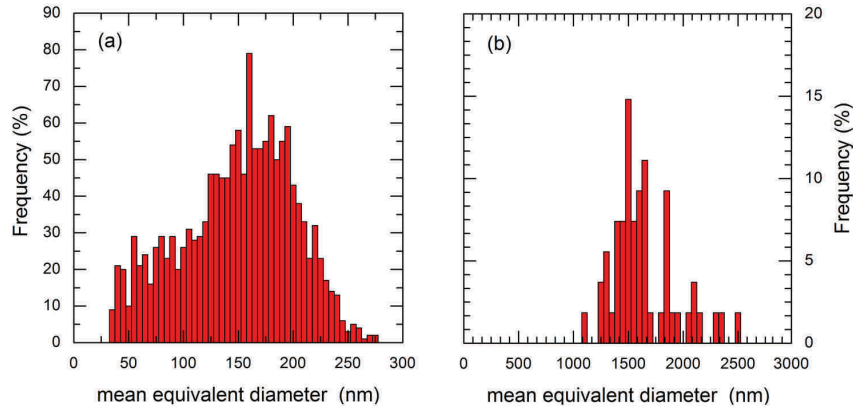 (a)
Frequency (%)
90
80
70
60
50
40
30
20
10
0
0 50 100 150 200 250 300
mean equivalent diameter (nm)
(b)
20
15
10
5
0
Frequency (%)
0 500 1000 1500 2000 2500 3000
mean equivalent diameter (nm)